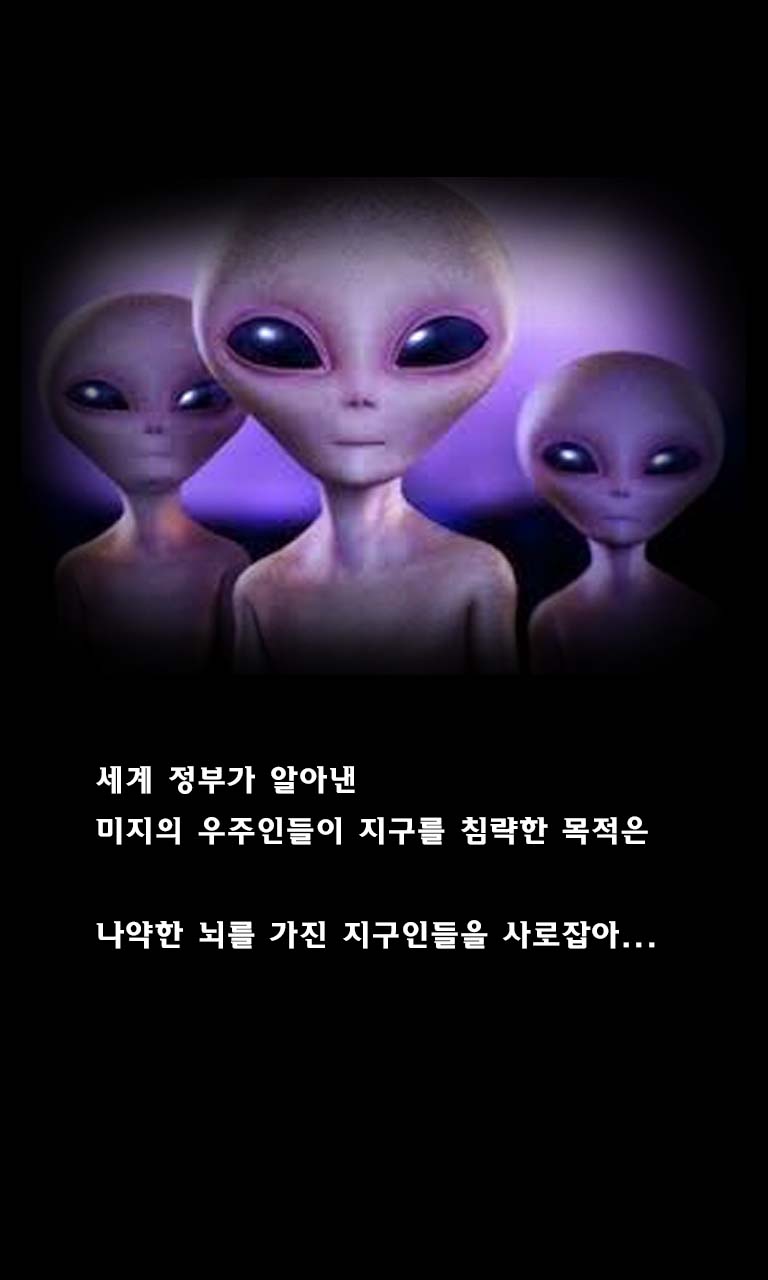 세계 정부가 알아낸
미지의 우주인들이 지구를 침략한 목적은
나약한 뇌를 가진 지구인들을 사로잡아...